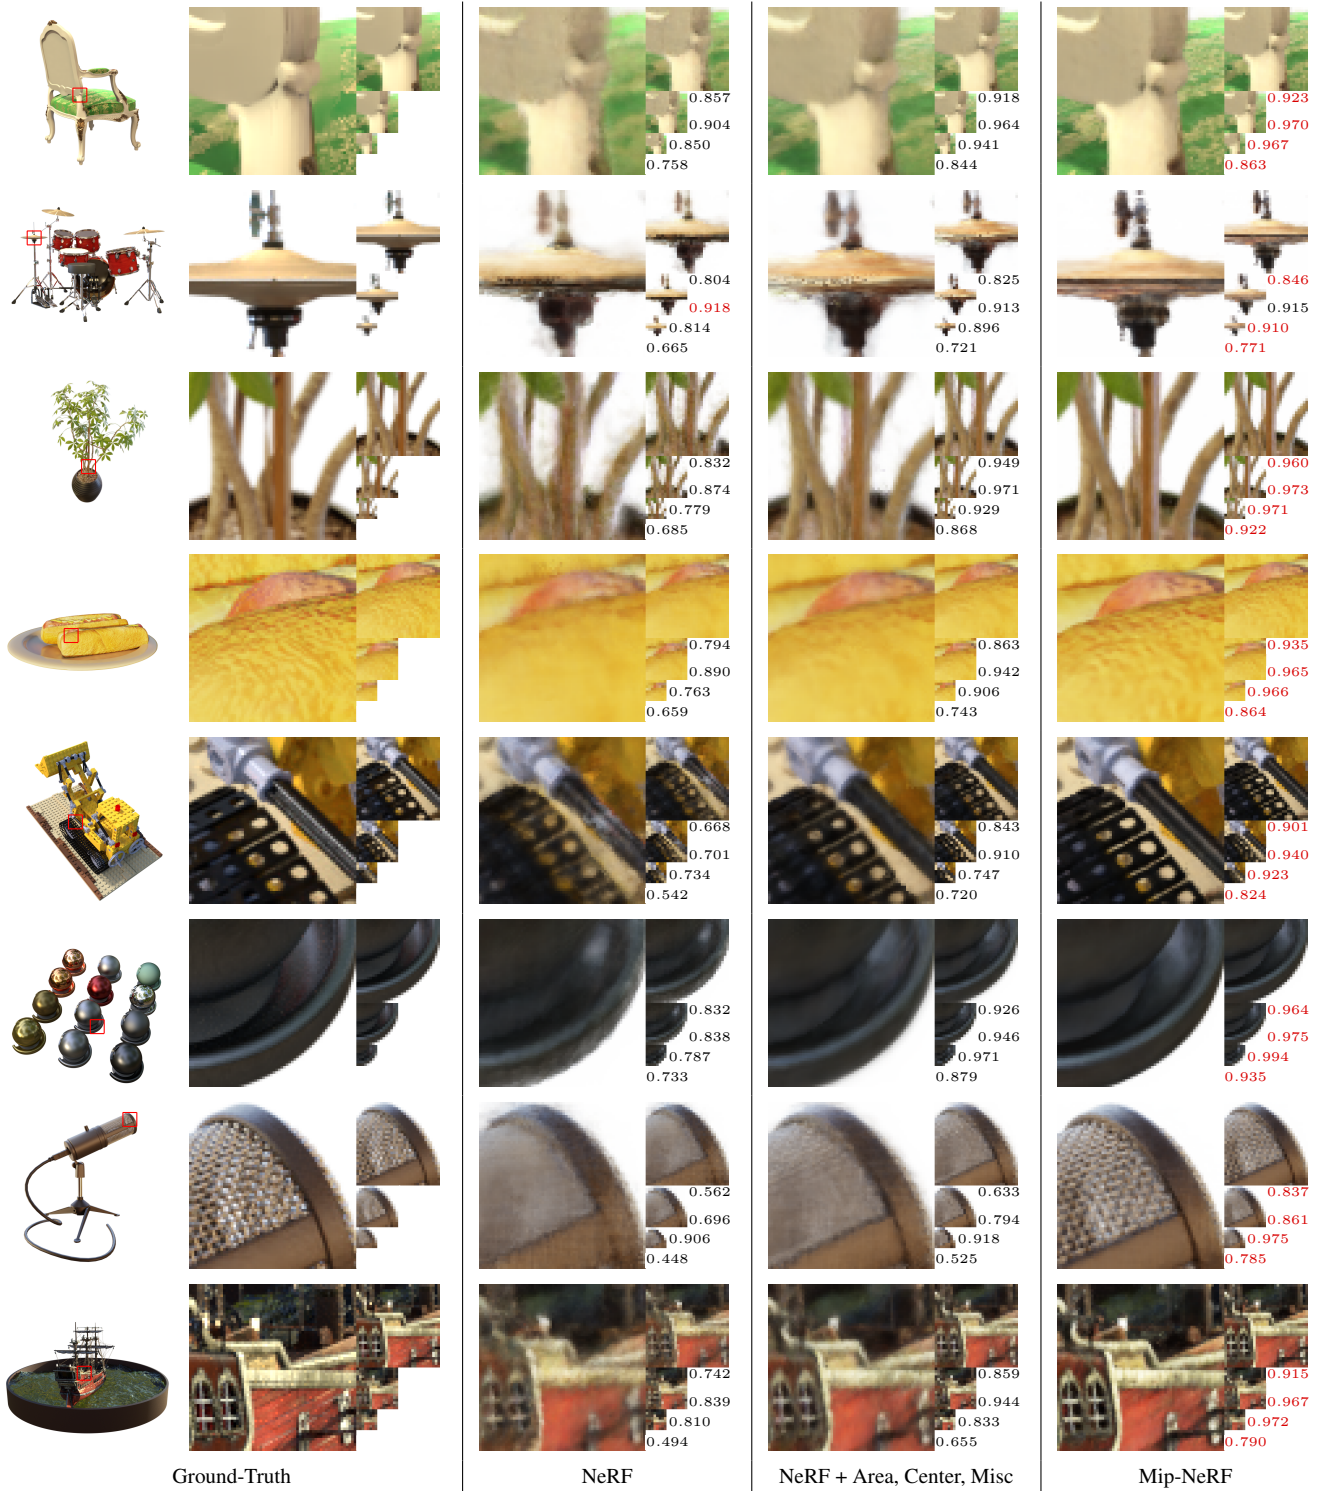 0.857 0.918 0.923
0.904 0.964 0.970
0.850 0.941 0.967
0.758 0.844 0.863
0.804 0.825 0.846
0.918 0.913 0.915
0.814 0.896 0.910
0.665 0.721 0.771
0.832 0.949 0.960
0.874 0.971 0.973
0.779 0.929 0.971
0.685 0.868 0.922
0.794 0.863 0.935
0.890 0.942 0.965
0.763 0.906 0.966
0.659 0.743 0.864
0.668 0.843 0.901
0.701 0.910 0.940
0.734 0.747 0.923
0.542 0.720 0.824
0.832 0.926 0.964
0.838 0.946 0.975
0.787 0.971 0.994
0.733 0.879 0.935
0.562 0.633 0.837
0.696 0.794 0.861
0.906 0.918 0.975
0.448 0.525 0.785
0.742 0.859 0.915
0.839 0.944 0.967
0.810 0.833 0.972
0.494 0.655 0.790
Ground-Truth NeRF NeRF + Area, Center, Misc Mip-NeRF